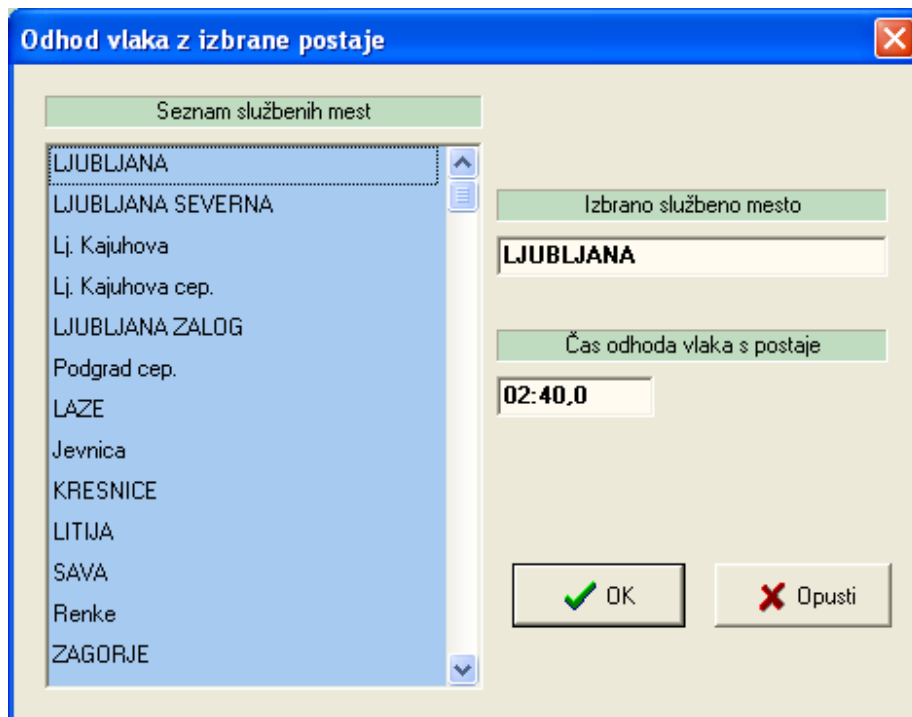 Odhod vlaka z izbrane postaje
Seznam službenih mest
LJUBLJANA
LJUBLJANA SEVERNA
Lj. Kajuhova
Lj. Kajuhova cep.
LJUBLJANA ZALOG
Podgrad cep.
LAZE
Jevnica
KRESNICE
LITIJA
SAVA
Renke
ZAGORJE
Izbrano službeno mesto
LJUBLJANA
Čas odhoda vlaka s postaje
02:40,0
OK
Opusti